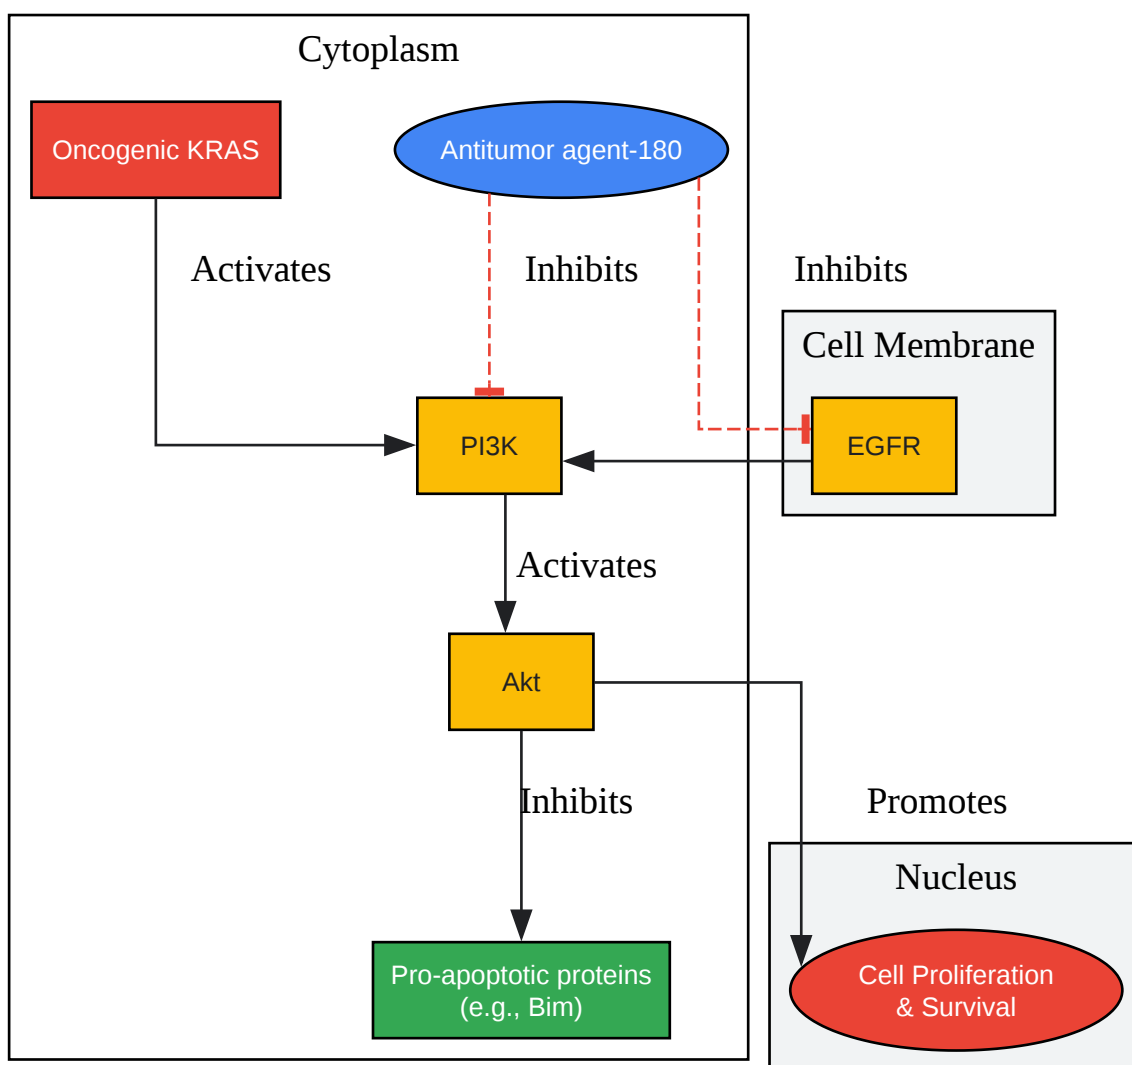 Cytoplasm
Oncogenic KRAS
Antitumor agent-180
Activates
Inhibits
Inhibits
Cell Membrane
PI3K
EGFR
Activates
Akt
Inhibits
Promotes
Nucleus
Pro-apoptotic proteins
(e.g., Bim)
Cell Proliferation
& Survival